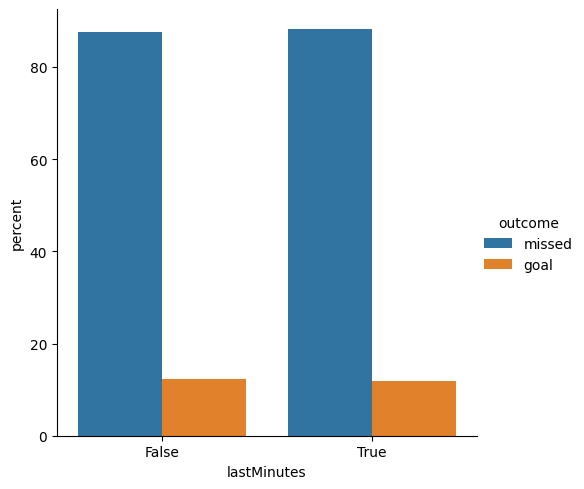 percent
80
60
40
20
0
False True
lastMinutes
outcome
missed
goal